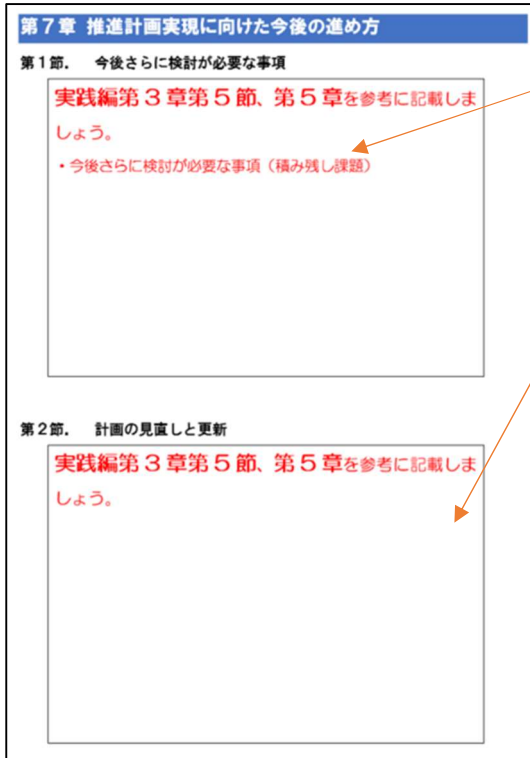 第７章 推進計画実現に向けた今後の進め方
第１節． 今後さらに検討が必要な事項
実践編第３章第５節、第５章を参考に記載しま
しょう。
・今後さらに検討が必要な事項（積み残し課題）
第２節． 計画の見直しと更新
実践編第３章第５節、第５章を参考に記載しま
しょう。